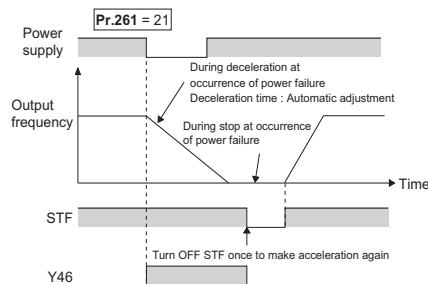 Pr.261 = 21
Power
supply
During deceleration at
occurrence of power failure
Deceleration time : Automatic adjustment
Output
frequency
During stop at occurrence
of power failure
Time
STF
Turn OFF STF once to make acceleration again
Y46